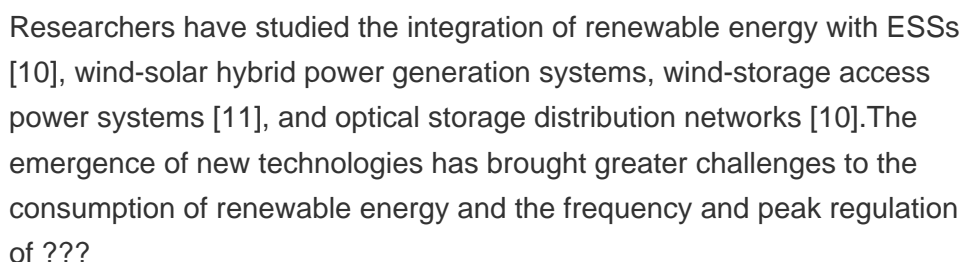 Researchers have studied the integration of renewable energy with ESSs
[10], wind-solar hybrid power generation systems, wind-storage access
power systems [11], and optical storage distribution networks [10].The
emergence of new technologies has brought greater challenges to the
consumption of renewable energy and the frequency and peak regulation
of ???